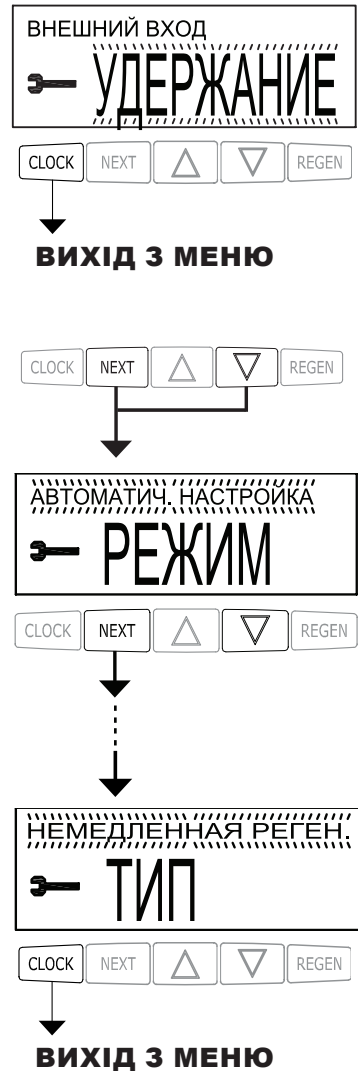 ВНЕШНИЙ ВХОД
УДЕРЖАНИЕ
CLOCK NEXT REGEN
ВИХІД З МЕНЮ
CLOCK NEXT REGEN
АВТОМАТИЧ. НАСТРОЙКА
РЕЖИМ
CLOCK NEXT REGEN
НЕМЕДЛЕННАЯ РЕГЕН.
ТИП
CLOCK NEXT REGEN
ВИХІД З МЕНЮ